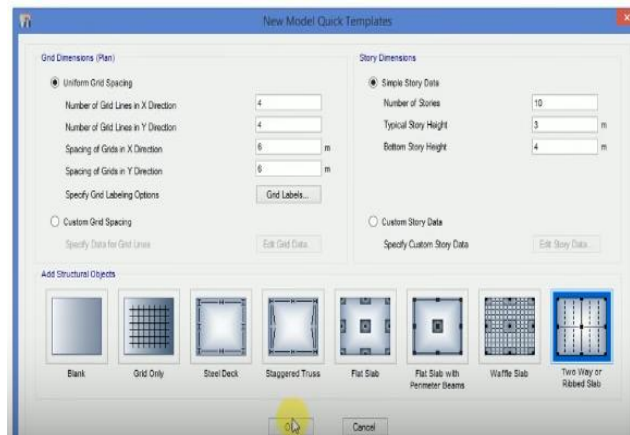 New Model Quick Templates
Grid Dimensions (Plan)
Uniform Grid Spacing
Number of Grid Lines in X Direction 4
Number of Grid Lines in Y Direction 4
Spacing of Grids in X Direction 6 m
Spacing of Grids in Y Direction 6 m
Specify Grid Labeling Options Grid Labels...
Custom Grid Spacing
Specify Data for Grid Lines Edit Grid Data...
Story Dimensions
Simple Story Data
Number of Stories 10
Typical Story Height 3 m
Bottom Story Height 4 m
Custom Story Data
Specify Custom Story Data Edit Story Data...
Add Structural Objects
Blank
Grid Only
Steel Deck
Staggered Truss
Flat Slab
Flat Slab with
Perimeter Beams
Waffle Slab
Two Way or
Ribbed Slab
Cancel